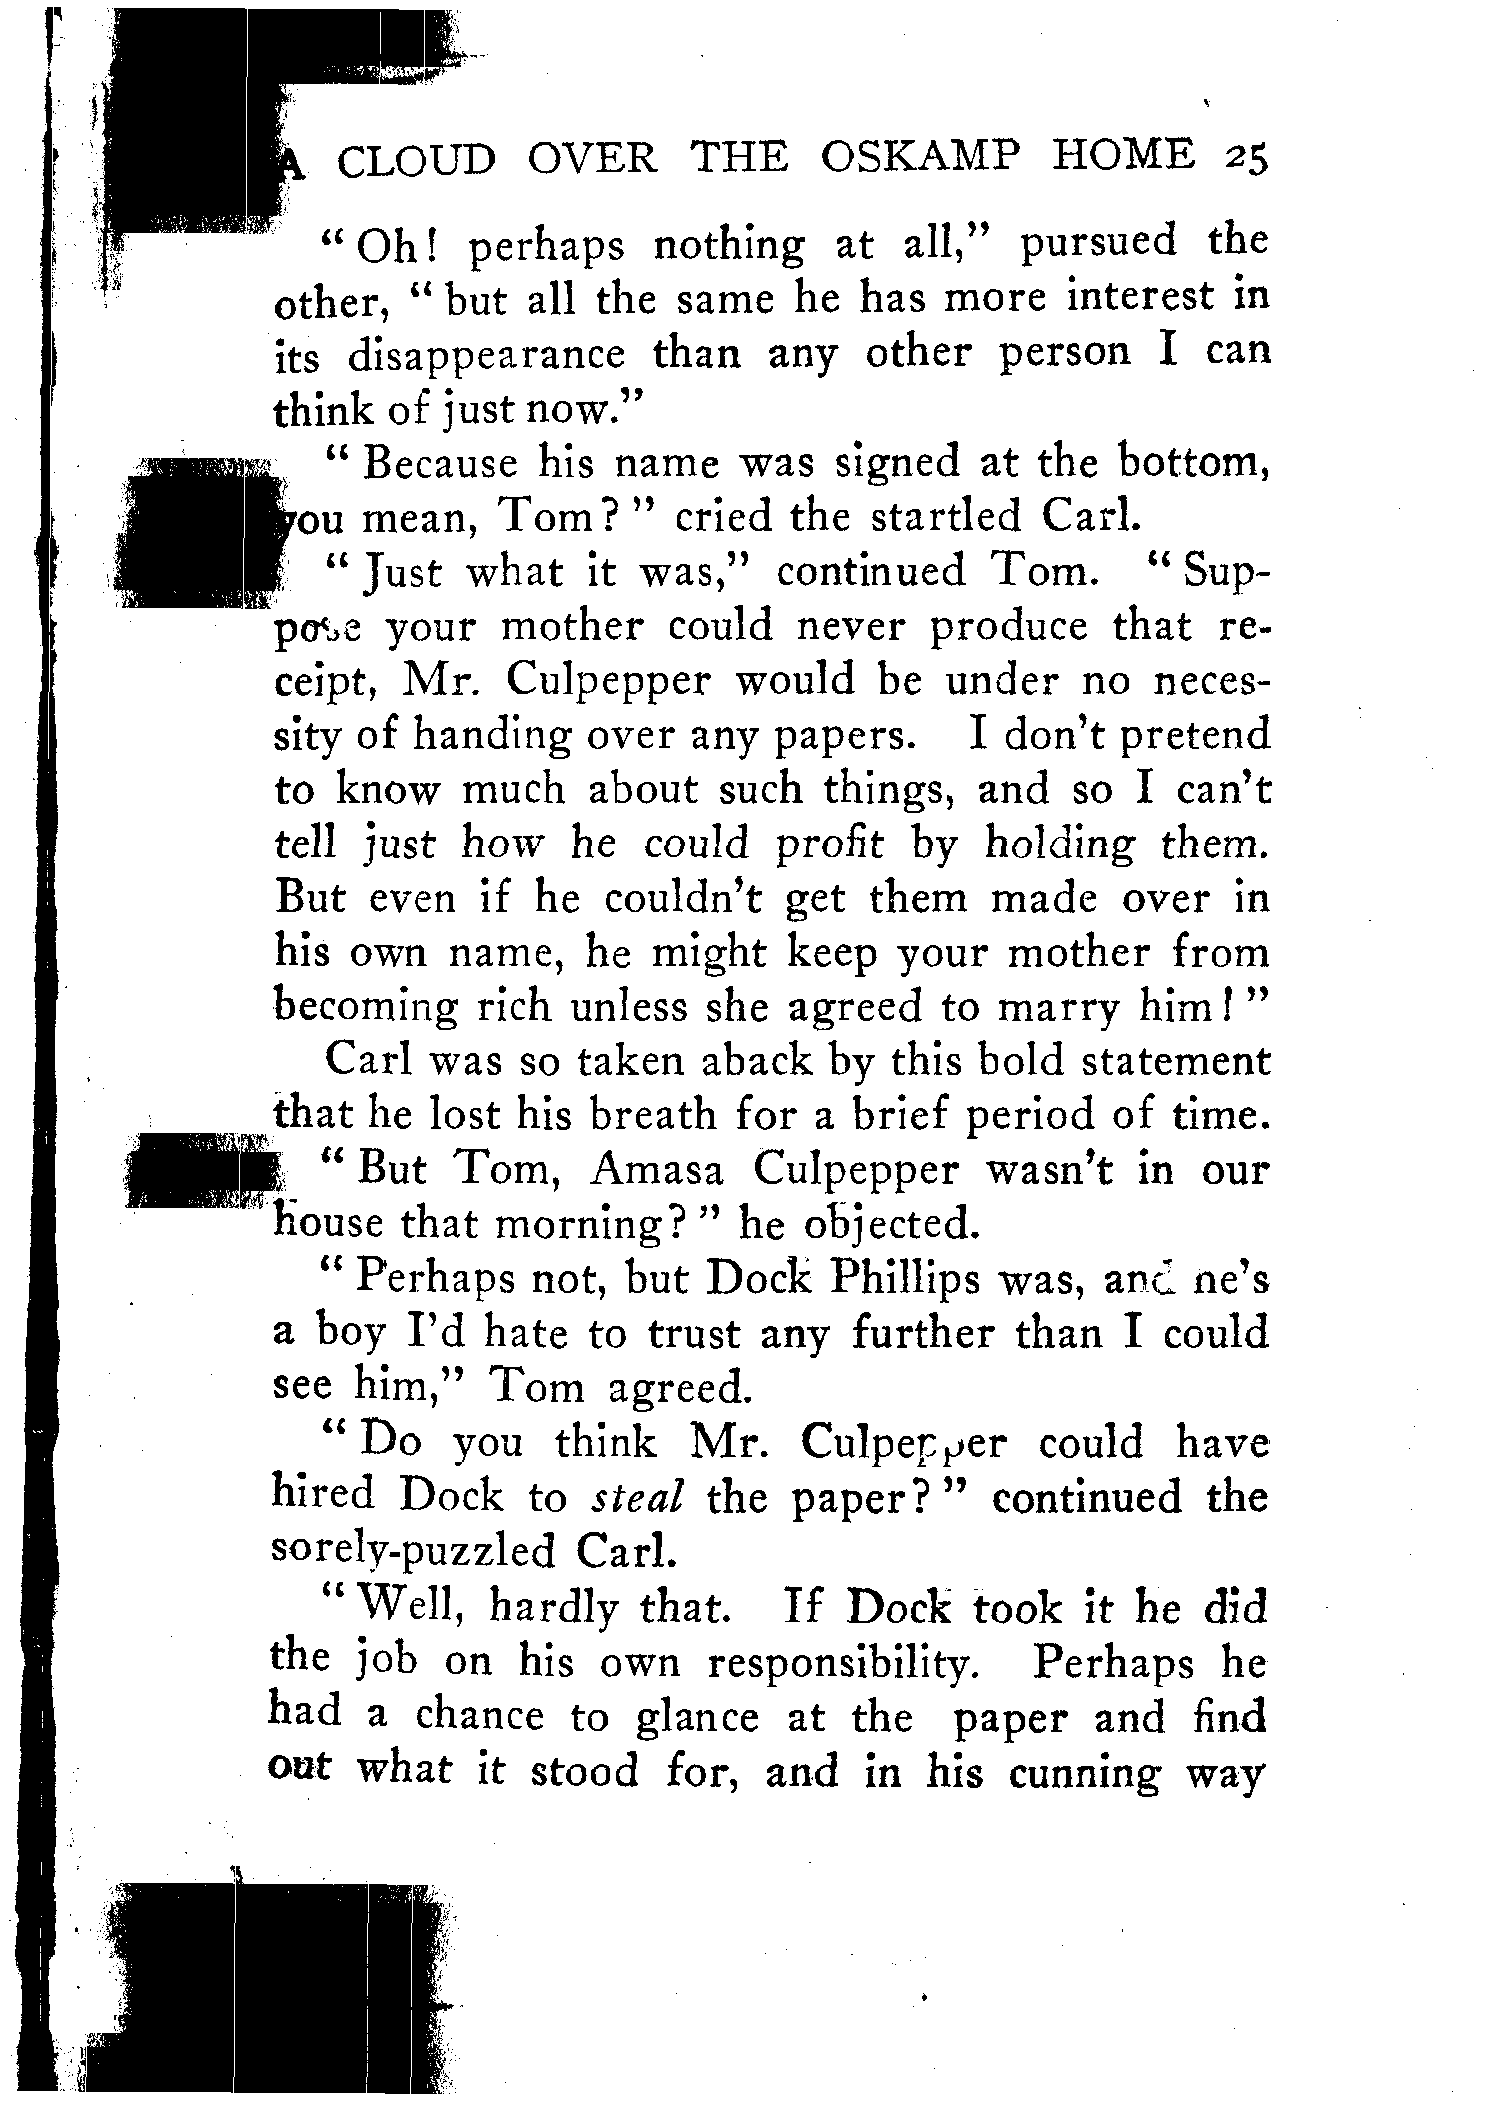 A CLOUD OVER THE OSKAMP HOME 25
“Oh! perhaps nothing at all,” pursued the
other, “but all the same he has more interest in
its disappearance than any other person I can
think of just now.”
“Because his name was signed at the bottom,
you mean, Tom?” cried the startled Carl.
“Just what it was,” continued Tom. “Sup-
pose your mother could never produce that re-
ceipt, Mr. Culpepper would be under no neces-
sity of handing over any papers. I don’t pretend
to know much about such things, and so I can’t
tell just how he could profit by holding them.
But even if he couldn’t get them made over in
his own name, he might keep your mother from
becoming rich unless she agreed to marry him!”
Carl was so taken aback by this bold statement
that he lost his breath for a brief period of time.
“But Tom, Amasa Culpepper wasn’t in our
house that morning?” he objected.
“Perhaps not, but Dock Phillips was, and he’s
a boy I’d hate to trust any further than I could
see him,” Tom agreed.
“Do you think Mr. Culpepper could have
hired Dock to steal the paper?” continued the
sorely-puzzled Carl.
“Well, hardly that. If Dock took it he did
the job on his own responsibility. Perhaps he
had a chance to glance at the paper and find
out what it stood for, and in his cunning way